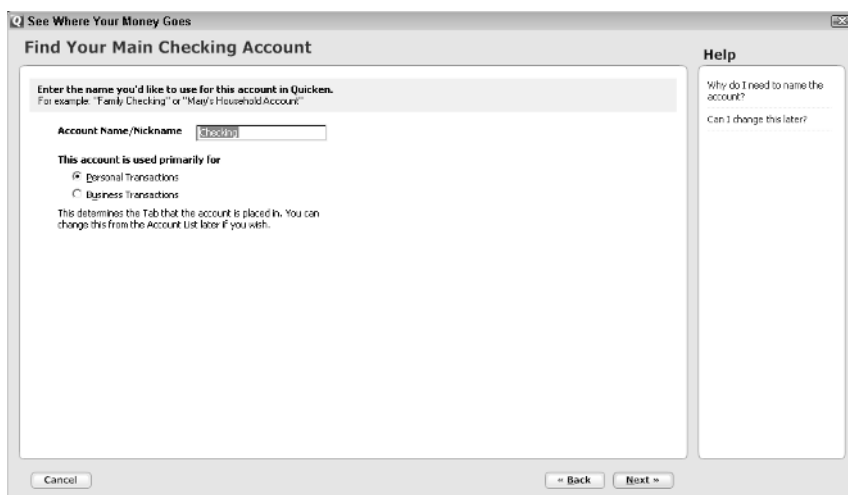 See Where Your Money Goes
Find Your Main Checking Account
Enter the name you'd like to use for this account in Quicken.
For example: "Family Checking" or "Mary's Household Account"
Account Name/Nickname Checking
This account is used primarily for
Personal Transactions
Business Transactions
This determines the Tab that the account is placed in. You can
change this from the Account List later if you wish.
Help
Why do I need to name the
account?
Can I change this later?
Cancel
« Back
Next »